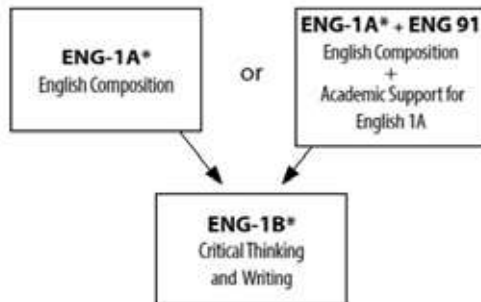 ENG-1A*
English Composition
or
ENG-1A* + ENG 91
English Composition
+
Academic Support for
English 1A
ENG-1B*
Critical Thinking
and Writing